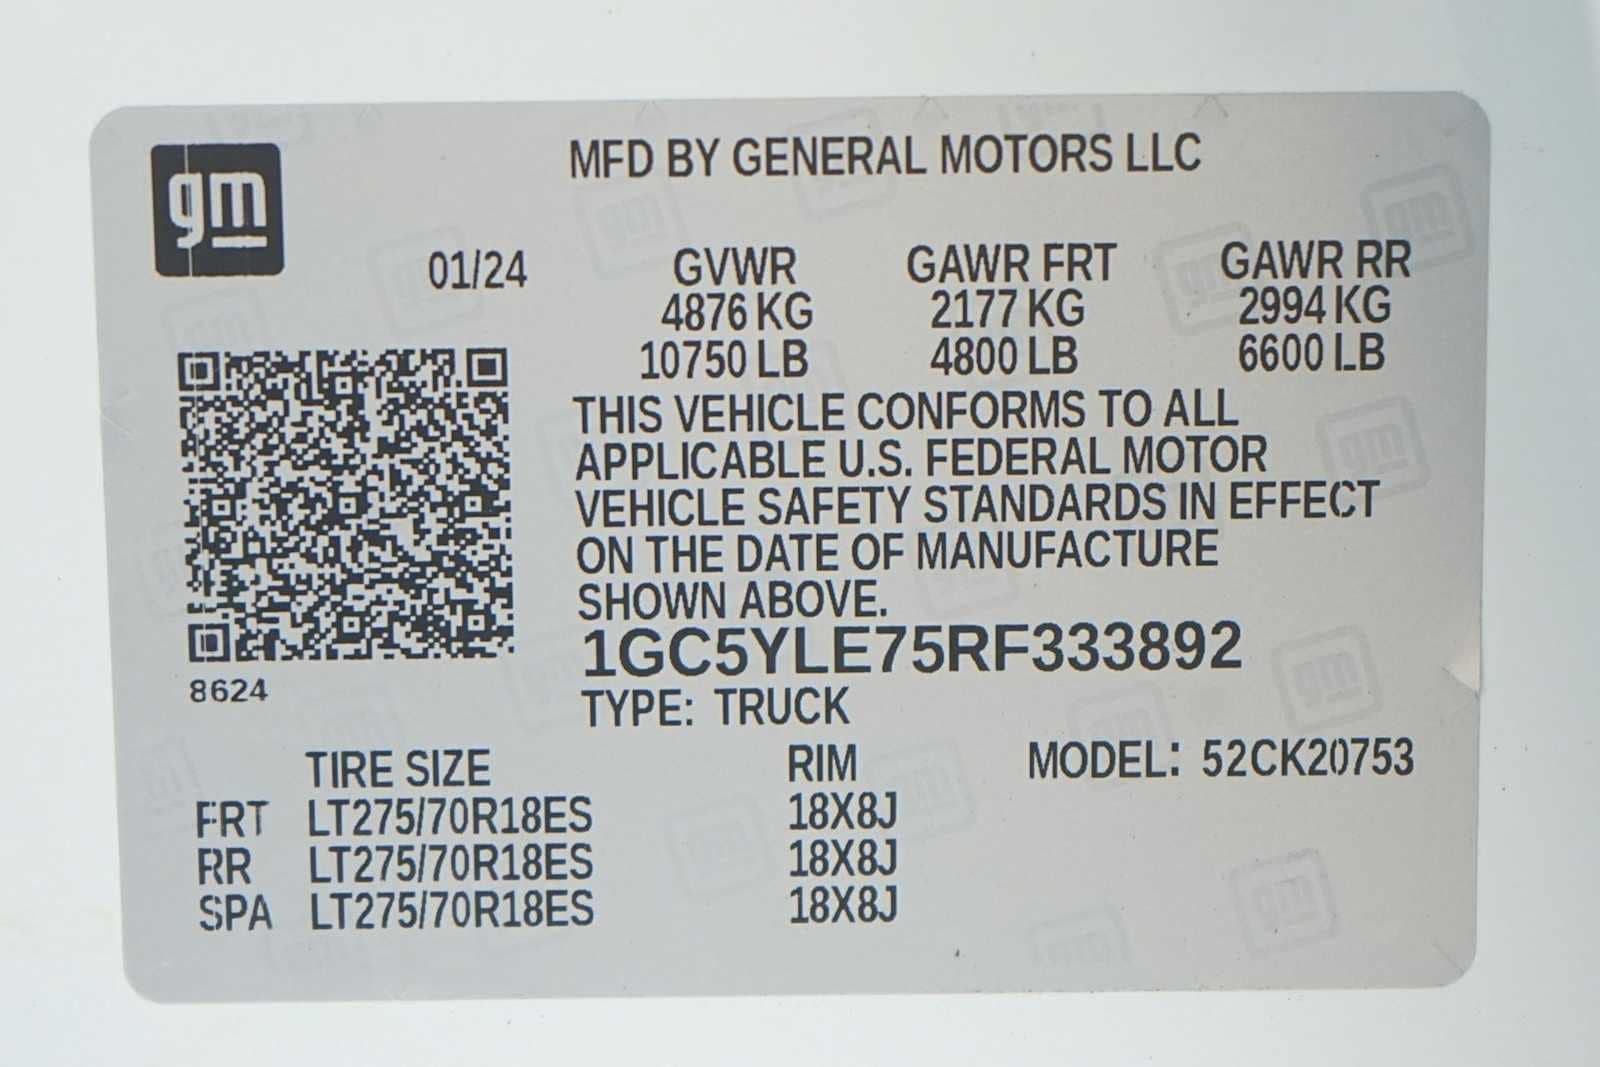 gm
MFD BY GENERAL MOTORS LLC
01/24 GVWR GAWR FRT GAWR RR
4876 KG 2177 KG 2994 KG
10750 LB 4800 LB 6600 LB
THIS VEHICLE CONFORMS TO ALL
APPLICABLE U.S. FEDERAL MOTOR
VEHICLE SAFETY STANDARDS IN EFFECT
ON THE DATE OF MANUFACTURE
SHOWN ABOVE.
1GC5YLE75RF333892
8624
TYPE: TRUCK
TIRE SIZE RIM MODEL: 52CK20753
FRT LT275/70R18ES 18X8J
RR LT275/70R18ES 18X8J
SPA LT275/70R18ES 18X8J